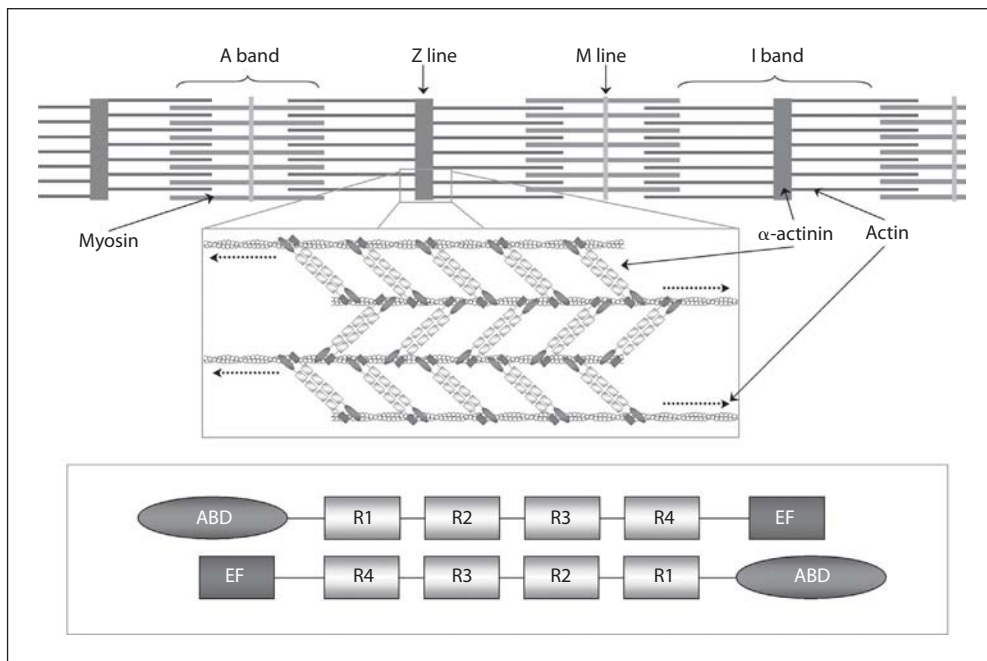 A band Z line M line I band
Myosin α-actinin Actin
ABD R1 R2 R3 R4 EF
EF R4 R3 R2 R1 ABD